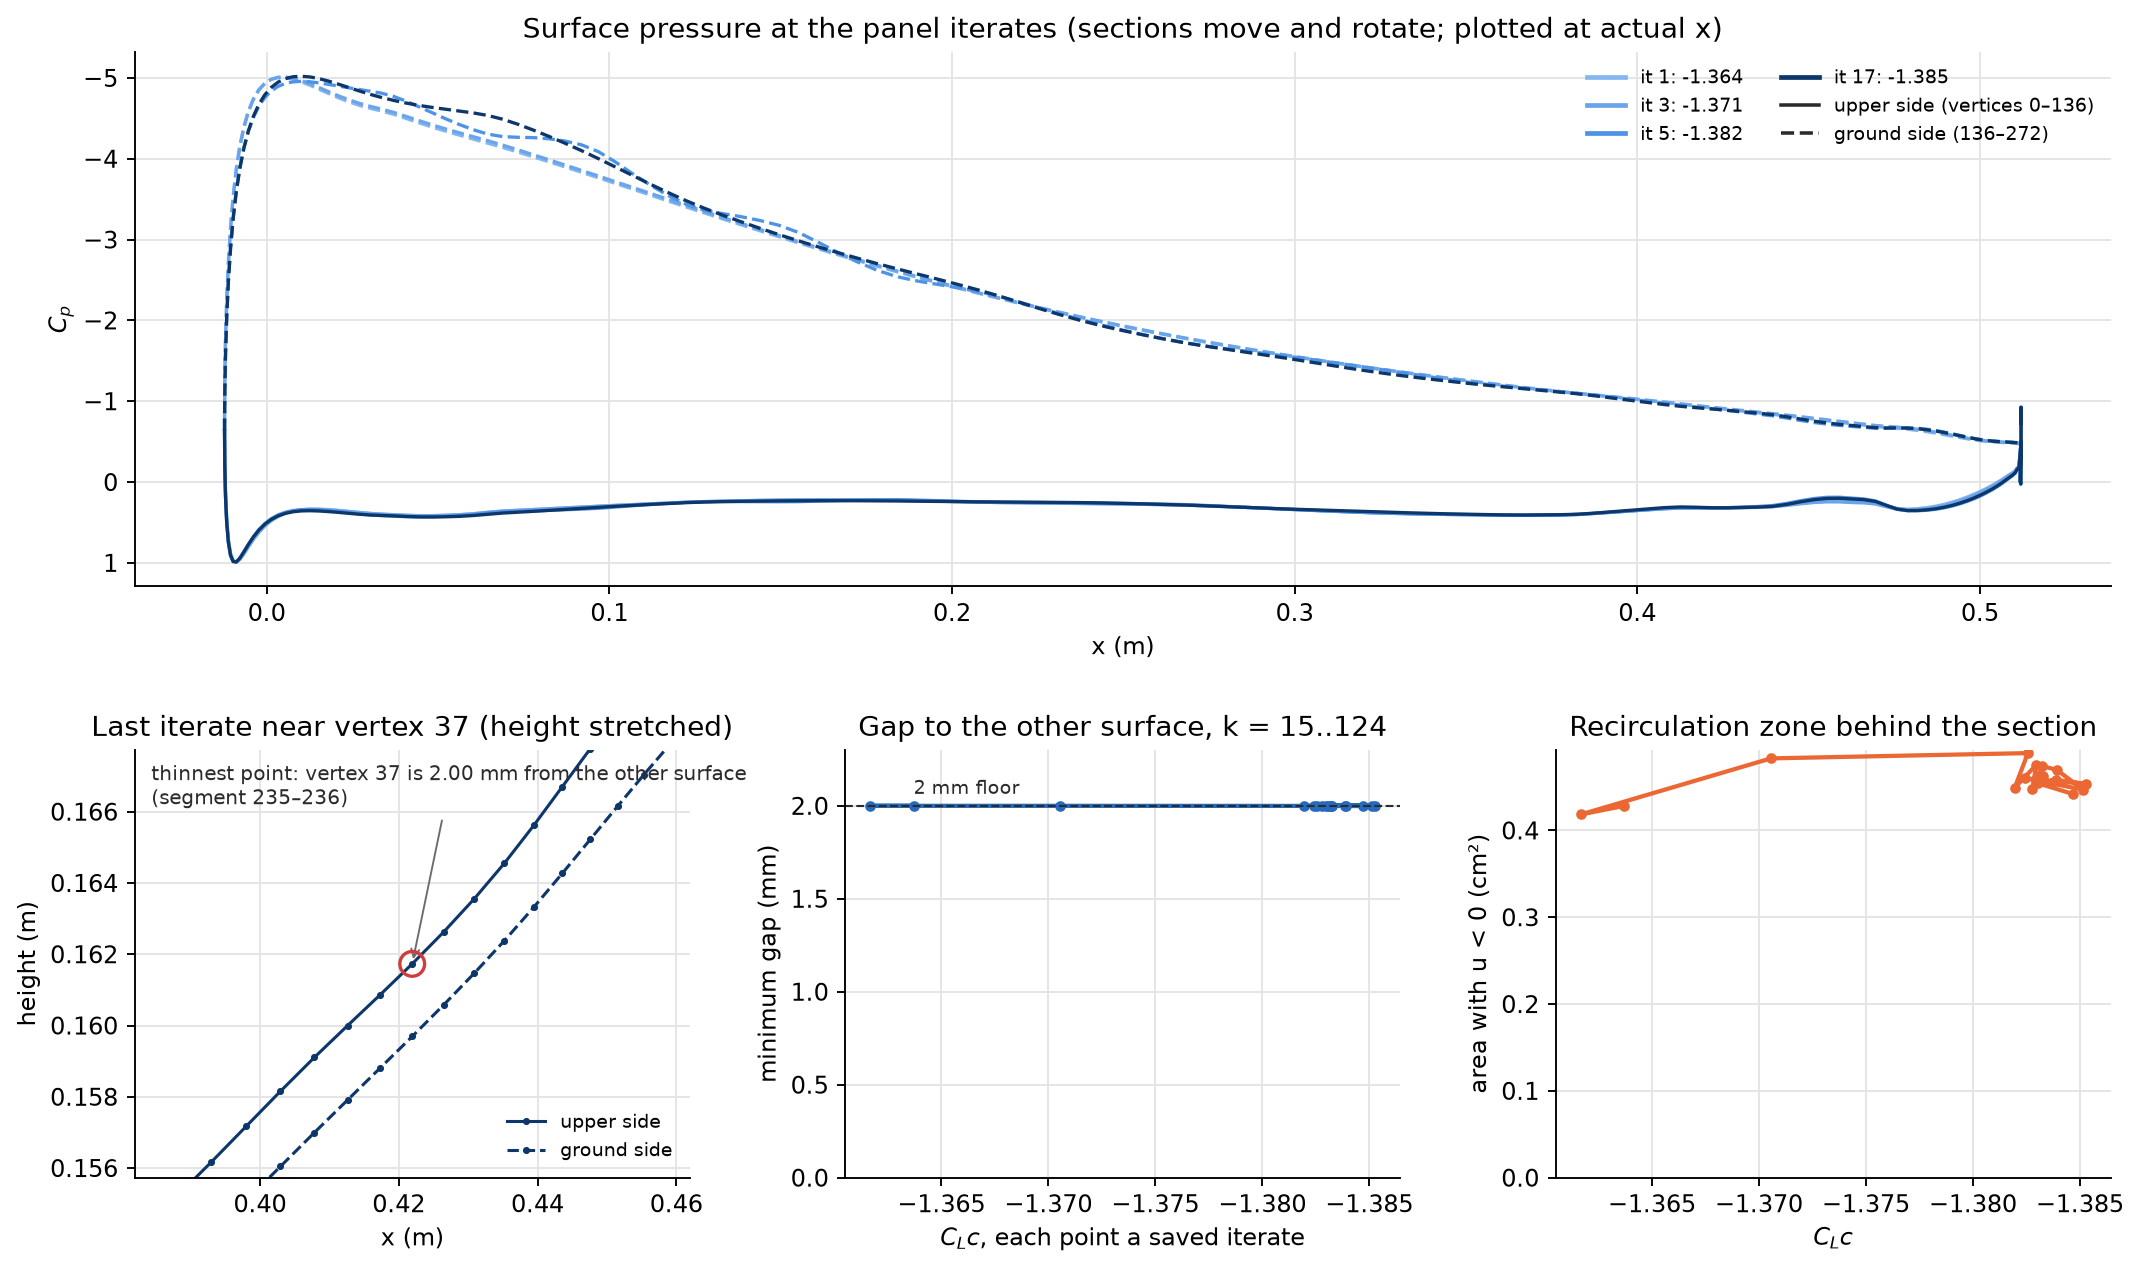 Surface pressure at the panel iterates (sections move and rotate; plotted at actual x)
−5
−4
−3
−2
−1
0
1
C_p
it 1: -1.364
it 3: -1.371
it 5: -1.382
it 17: -1.385
upper side (vertices 0–136)
ground side (136–272)
0.0
0.1
0.2
0.3
0.4
0.5
x (m)
Last iterate near vertex 37 (height stretched)
thinnest point: vertex 37 is 2.00 mm from the other surface
(segment 235–236)
0.166
0.164
0.162
0.160
0.158
0.156
height (m)
upper side
ground side
0.40
0.42
0.44
0.46
x (m)
Gap to the other surface, k = 15..124
2 mm floor
2.0
1.5
1.0
0.5
0.0
minimum gap (mm)
−1.365
−1.370
−1.375
−1.380
−1.385
C_Lc, each point a saved iterate
Recirculation zone behind the section
0.4
0.3
0.2
0.1
0.0
area with u < 0 (cm²)
−1.365
−1.370
−1.375
−1.380
−1.385
C_Lc